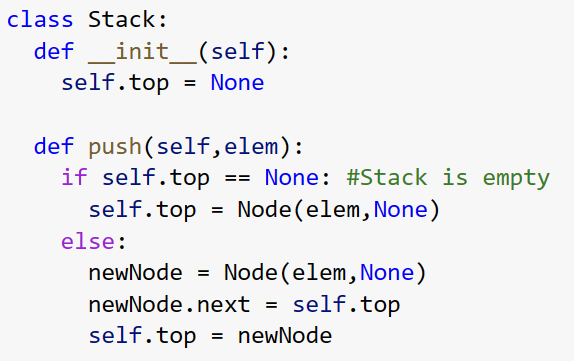 class Stack:
  def __init__(self):
    self.top = None

  def push(self,elem):
    if self.top == None: #Stack is empty
      self.top = Node(elem,None)
    else:
      newNode = Node(elem,None)
      newNode.next = self.top
      self.top = newNode